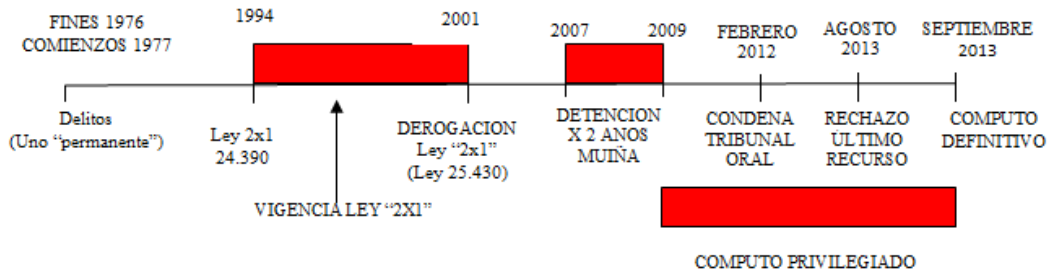 FINES 1976
COMIENZOS 1977
1994
2001
2007
2009
FEBRERO
2012
AGOSTO
2013
SEPTIEMBRE
2013
Delitos
(Uno “permanente”)
Ley 2x1
24.390
DEROGACION
Ley “2x1”
(Ley 25.430)
DETENCION
X 2 ANOS
MUIÑA
CONDENA
TRIBUNAL
ORAL
RECHAZO
ÚLTIMO
RECURSO
COMPUTO
DEFINITIVO
VIGENCIA LEY “2X1”
COMPUTO PRIVILEGIADO